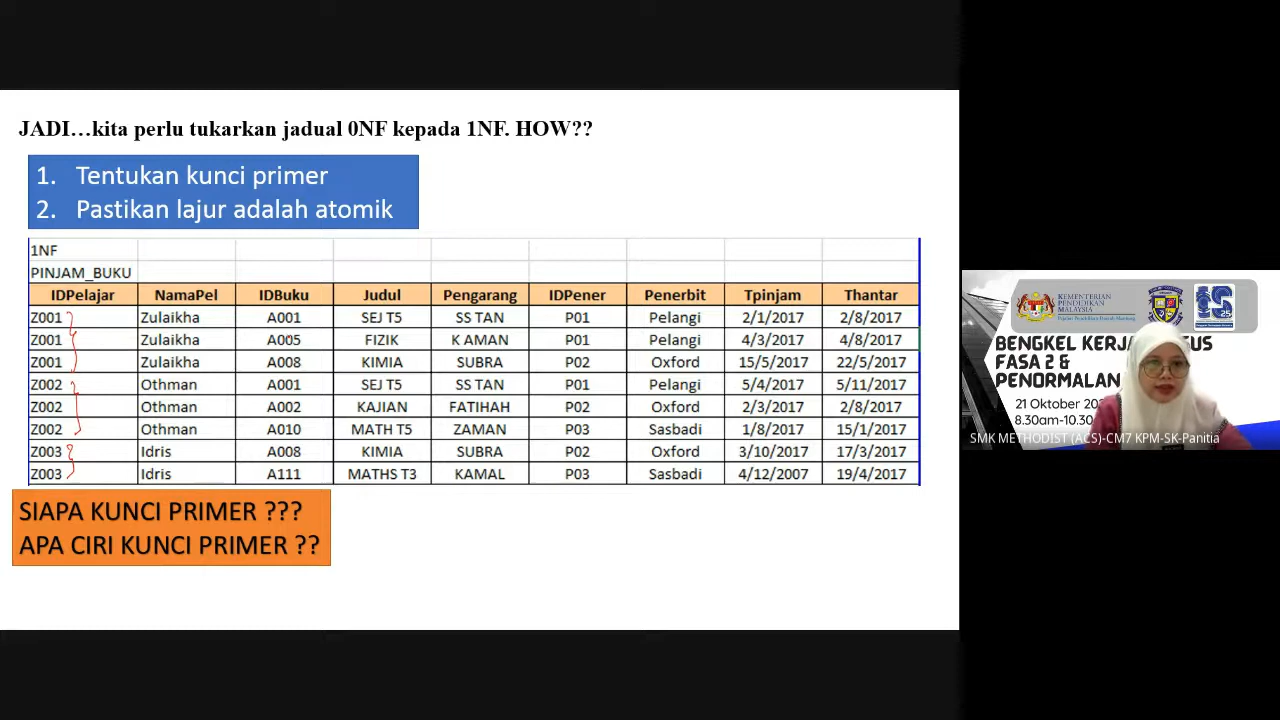 JADI...kita perlu tukarkan jadual 0NF kepada 1NF. HOW??
1. Tentukan kunci primer
2. Pastikan lajur adalah atomik
1NF
PINJAM_BUKU
IDPelajar NamaPel IDBuku Judul Pengarang IDPener Penerbit Tpinjam Thantar
Z001 Zulaikha A001 SEJ T5 SS TAN P01 Pelangi 2/1/2017 2/8/2017
Z001 Zulaikha A005 FIZIK K AMAN P01 Pelangi 4/3/2017 4/8/2017
Z001 Zulaikha A008 KIMIA SUBRA P02 Oxford 15/5/2017 22/5/2017
Z002 Othman A001 SEJ T5 SS TAN P01 Pelangi 5/4/2017 5/11/2017
Z002 Othman A002 KAJIAN FATIHAH P02 Oxford 2/3/2017 2/8/2017
Z002 Othman A010 MATH T5 ZAMAN P03 Sasbadi 1/8/2017 15/1/2017
Z003 Idris A008 KIMIA SUBRA P02 Oxford 3/10/2017 17/3/2017
Z003 Idris A111 MATHS T3 KAMAL P03 Sasbadi 4/12/2007 19/4/2017
SIAPA KUNCI PRIMER ???
APA CIRI KUNCI PRIMER ??
KEMENTERIAN
PENDIDIKAN
MALAYSIA
BENGKEL KERJA US
FASA 2 &
PENORMALAN
21 Oktober 20
8.30am-10.30
SMK METHODIST (ACS)-CM7 KPM-SK-Panitia